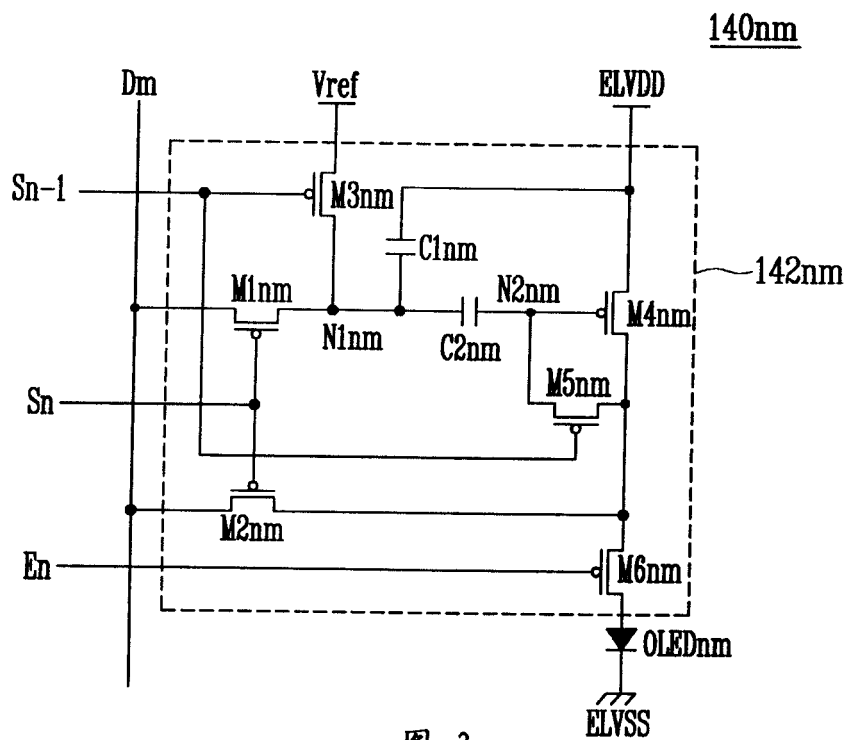 140nm
Dm
Vref
ELVDD
Sn-1
M3nm
C1nm
142nm
M1nm
N2nm
M4nm
N1nm
C2nm
M5nm
Sn
M2nm
En
M6nm
OLEDnm
ELVSS